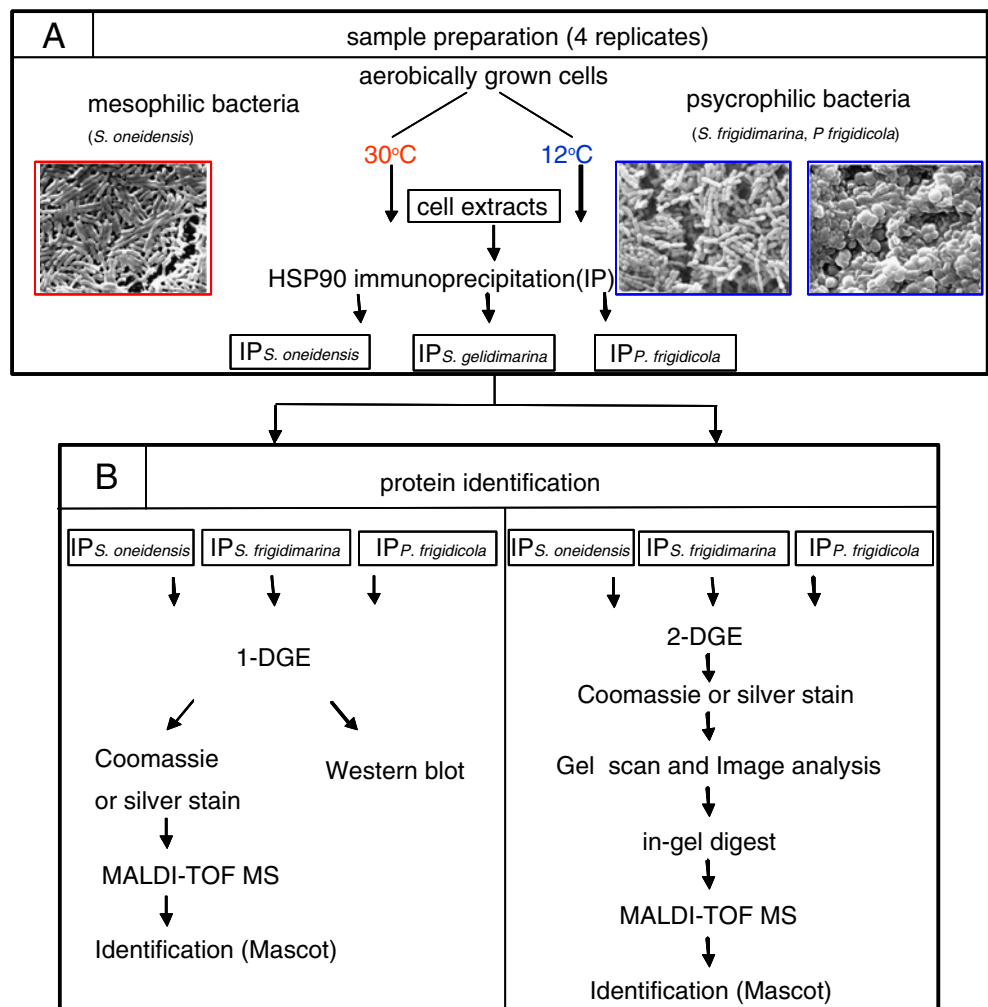 A
sample preparation (4 replicates)
aerobically grown cells
mesophilic bacteria
(S. oneidensis)
psycrophilic bacteria
(S. frigidimarina, P frigidicola)
30°C
12°C
cell extracts
HSP90 immunoprecipitation(IP)
IPS. oneidensis
IPS. gelidimarina
IPP. frigidicola
B
protein identification
IPS. oneidensis
IPS. frigidimarina
IPP. frigidicola
1-DGE
Coomassie
or silver stain
Western blot
MALDI-TOF MS
Identification (Mascot)
IPS. oneidensis
IPS. frigidimarina
IPP. frigidicola
2-DGE
Coomassie or silver stain
Gel scan and Image analysis
in-gel digest
MALDI-TOF MS
Identification (Mascot)